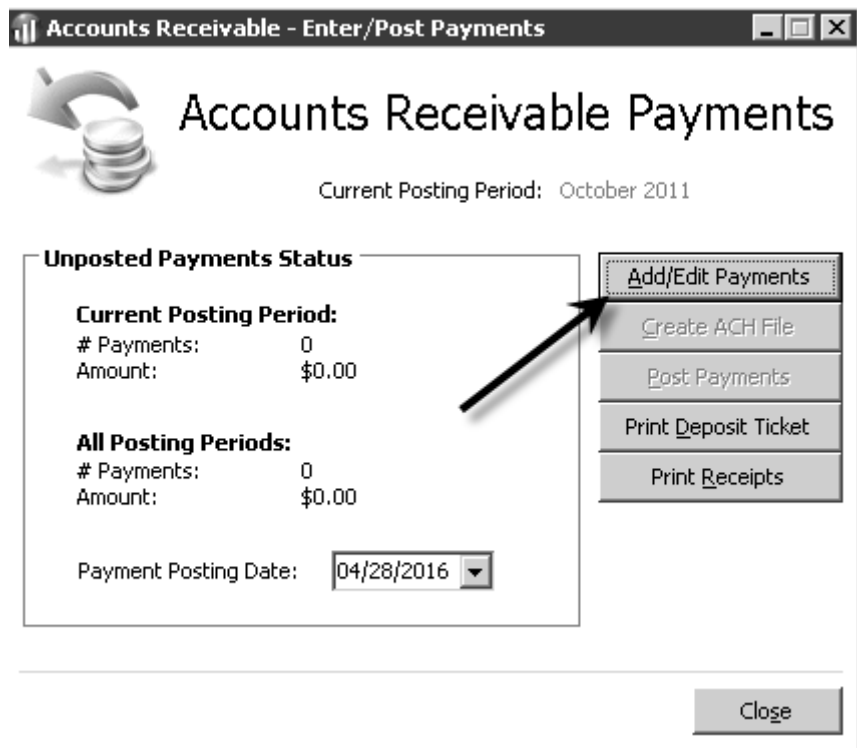 Accounts Receivable - Enter/Post Payments
Accounts Receivable Payments
Current Posting Period: October 2011
Unposted Payments Status
Current Posting Period:
# Payments: 0
Amount: $0.00
All Posting Periods:
# Payments: 0
Amount: $0.00
Payment Posting Date: 04/28/2016
Add/Edit Payments
Create ACH File
Post Payments
Print Deposit Ticket
Print Receipts
Close